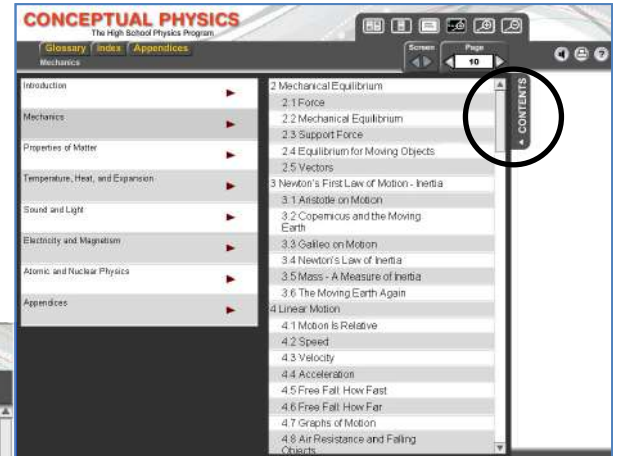 CONCEPTUAL PHYSICS
The High School Physics Program
Glossary Index Appendices
Mechanics
Screen
Page
10
Introduction
Mechanics
Properties of Matter
Temperature, Heat, and Expansion
Sound and Light
Electricity and Magnetism
Atomic and Nuclear Physics
Appendices
2 Mechanical Equilibrium
2.1 Force
2.2 Mechanical Equilibrium
2.3 Support Force
2.4 Equilibrium for Moving Objects
2.5 Vectors
3 Newton's First Law of Motion - Inertia
3.1 Aristotle on Motion
3.2 Copernicus and the Moving
Earth
3.3 Galileo on Motion
3.4 Newton's Law of Inertia
3.5 Mass - A Measure of Inertia
3.6 The Moving Earth Again
4 Linear Motion
4.1 Motion Is Relative
4.2 Speed
4.3 Velocity
4.4 Acceleration
4.5 Free Fall: How Fast
4.6 Free Fall: How Far
4.7 Graphs of Motion
4.8 Air Resistance and Falling
Objects
CONTENTS